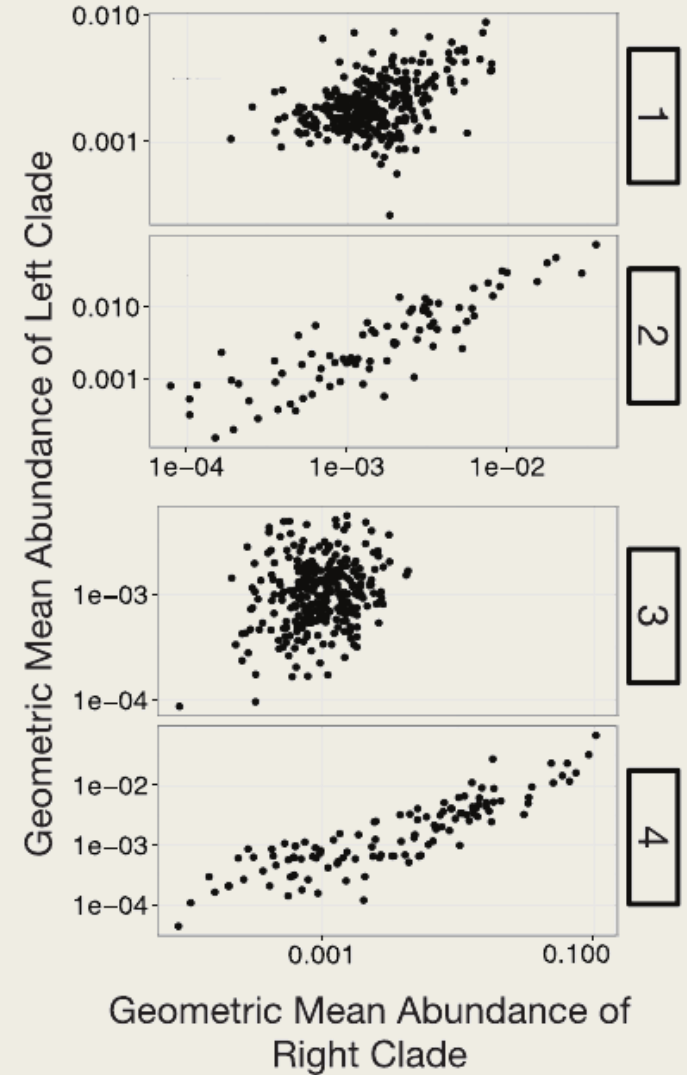 Geometric Mean Abundance of Left Clade
0.010
0.001
1
0.010
0.001
2
1e-04 1e-03 1e-02
1e-03
1e-04
3
1e-02
1e-03
1e-04
4
0.001 0.100
Geometric Mean Abundance of
Right Clade